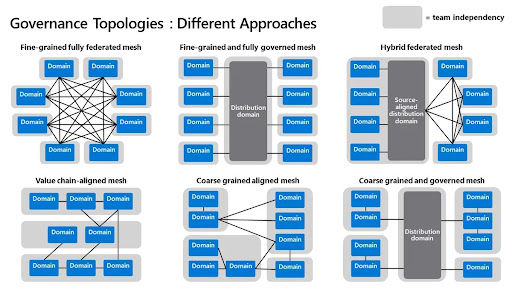 Governance Topologies : Different Approaches
= team independency
Fine-grained fully federated mesh
Domain Domain
Domain Domain
Domain Domain
Domain Domain
Fine-grained and fully governed mesh
Domain Domain
Domain Domain
Distribution
domain
Domain Domain
Domain Domain
Hybrid federated mesh
Domain Domain
Domain Domain
Source-
aligned
distribution
domain
Domain Domain
Domain Domain
Value chain-aligned mesh
Domain Domain Domain
Domain Domain
Domain Domain Domain
Coarse grained aligned mesh
Domain Domain
Domain Domain
Domain Domain
Domain Domain Domain
Coarse grained and governed mesh
Domain Domain
Domain Domain
Distribution
domain
Domain Domain
Domain Domain